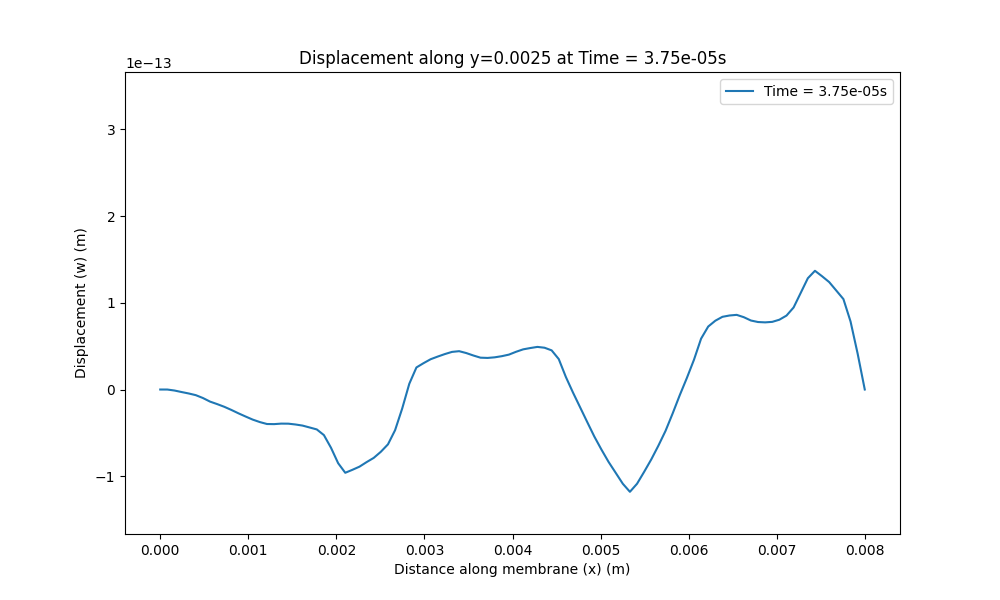 Displacement along y=0.0025 at Time = 3.75e-05s
1e−13
Time = 3.75e-05s
3
2
1
0
−1
Displacement (w) (m)
0.000 0.001 0.002 0.003 0.004 0.005 0.006 0.007 0.008
Distance along membrane (x) (m)